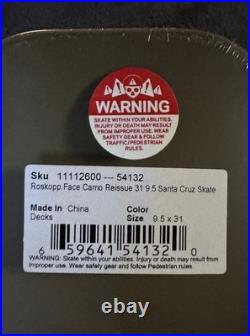 WARNING
SKATE WITHIN YOUR ABILITIES.
INJURY OR DEATH MAY RESULT
FROM IMPROPER USE. WEAR
SAFETY GEAR & FOLLOW
TRAFFIC/PEDESTRIAN
RULES.
Sku 11112600 --- 54132
Roskopp Face Camo Reissue 31 9.5 Santa Cruz Skate
Made In China Color
Decks Size 9.5 x 31
6 59641 54132 0
WARNING: Skate within your abilities. Injury or death may result from
improper use. Wear safety gear and follow Pedestrian rules.